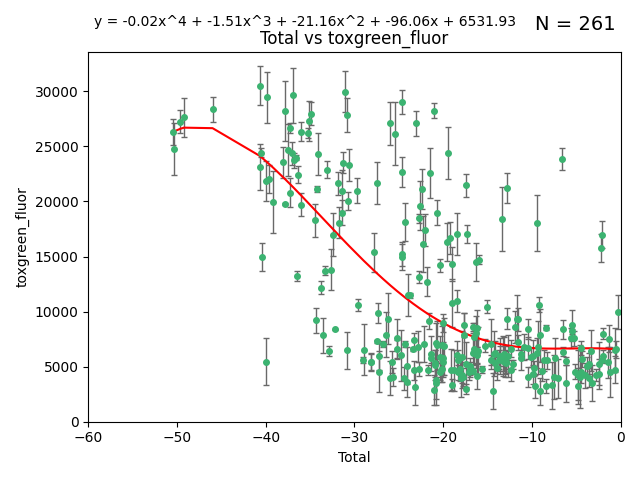 y = -0.02x^4 + -1.51x^3 + -21.16x^2 + -96.06x + 6531.93
N = 261
Total vs toxgreen_fluor
30000
25000
20000
15000
10000
5000
0
toxgreen_fluor
−60
−50
−40
−30
−20
−10
0
Total